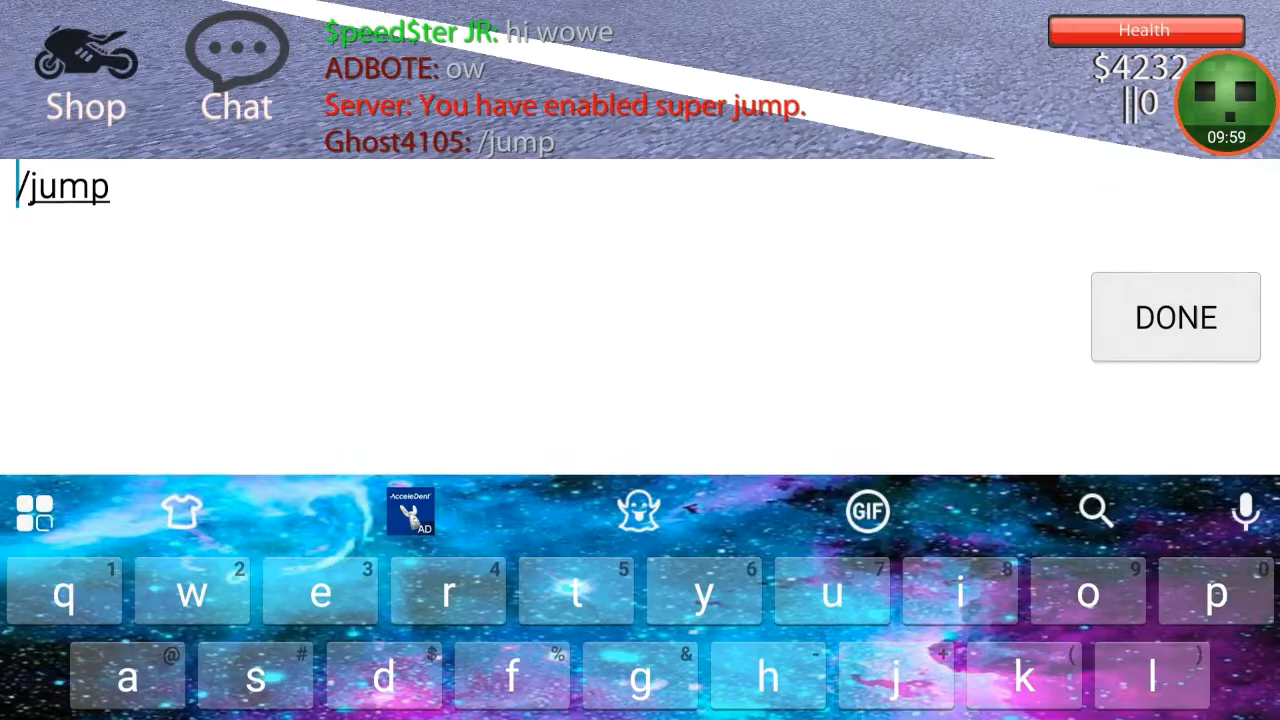 Shop
Chat
$peed$ter JR: hi wowe
ADBOTE: ow
Server: You have enabled super jump.
Ghost4105: /jump
Health
$4232
||0
09:59
/jump
DONE
AcceleDent
AD
GIF
1 2 3 4 5 6 7 8 9 0
q w e r t y u i o p
@ # $ % & - + ( )
a s d f g h j k l